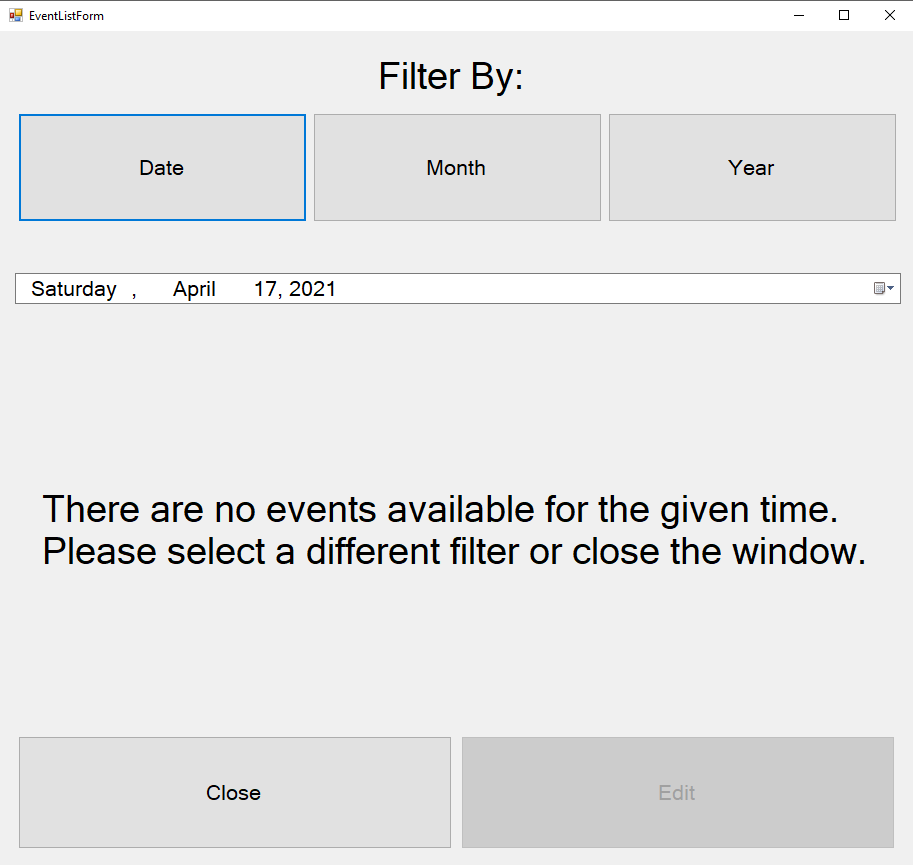 EventListForm
Filter By:
Date Month Year
Saturday , April 17, 2021
There are no events available for the given time.
Please select a different filter or close the window.
Close Edit